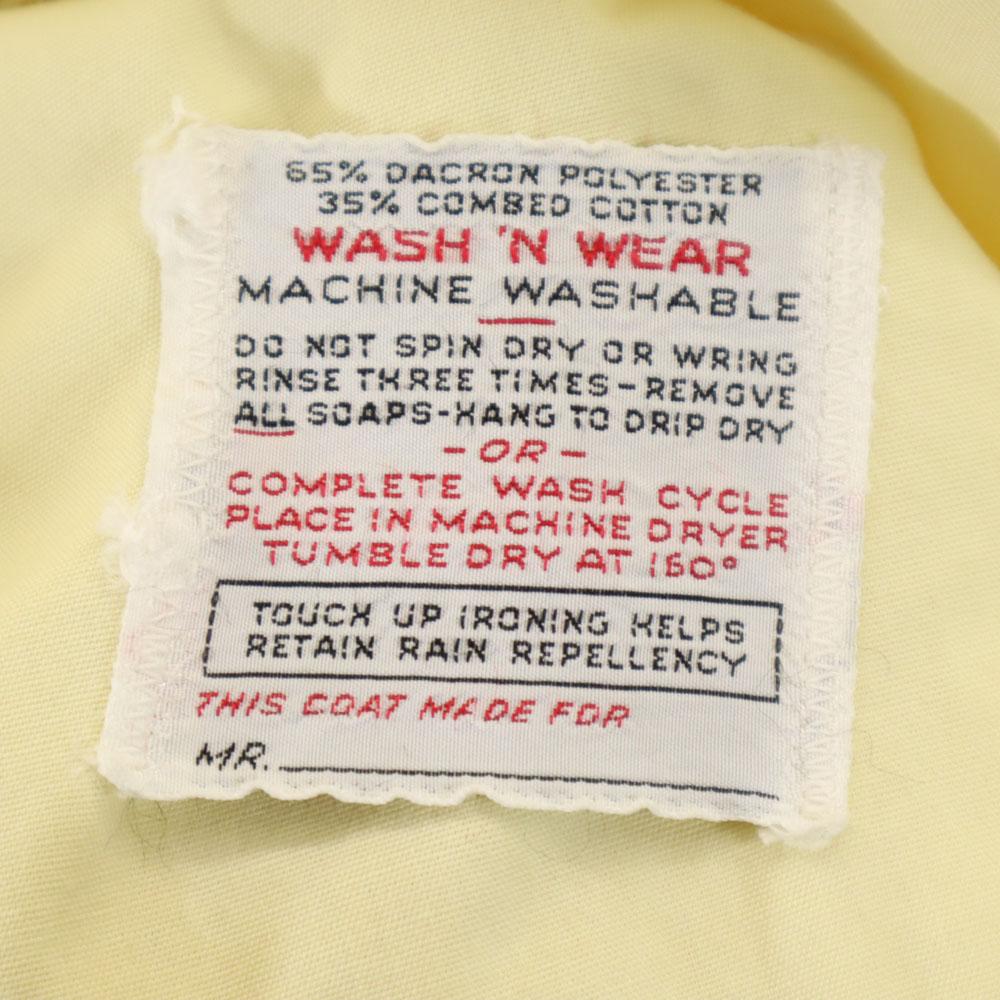 65% DACRON POLYESTER
35% COMBED COTTON
WASH 'N WEAR
MACHINE WASHABLE
DO NOT SPIN DRY OR WRING
RINSE THREE TIMES-REMOVE
ALL SOAPS-HANG TO DRIP DRY
-OR-
COMPLETE WASH CYCLE
PLACE IN MACHINE DRYER
TUMBLE DRY AT 160°
TOUCH UP IRONING HELPS
RETAIN RAIN REPELLENCY
THIS COAT MADE FOR
MR.